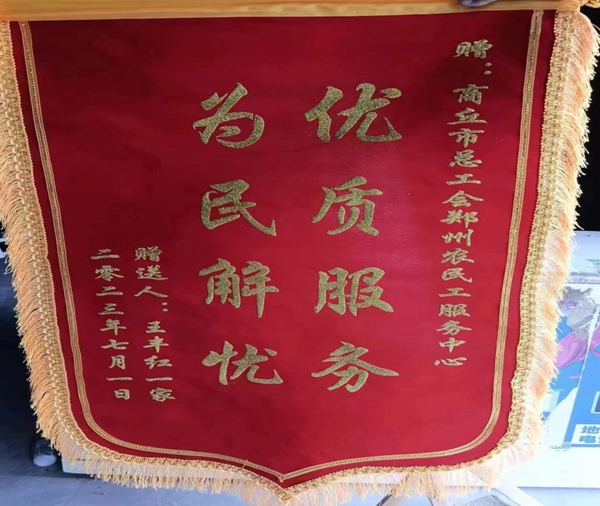 赠：商丘市总工会郑州农民工服务中心
优质服务
为民解忧
赠送人：王丰红一家
二零二三年七月一日
地
电